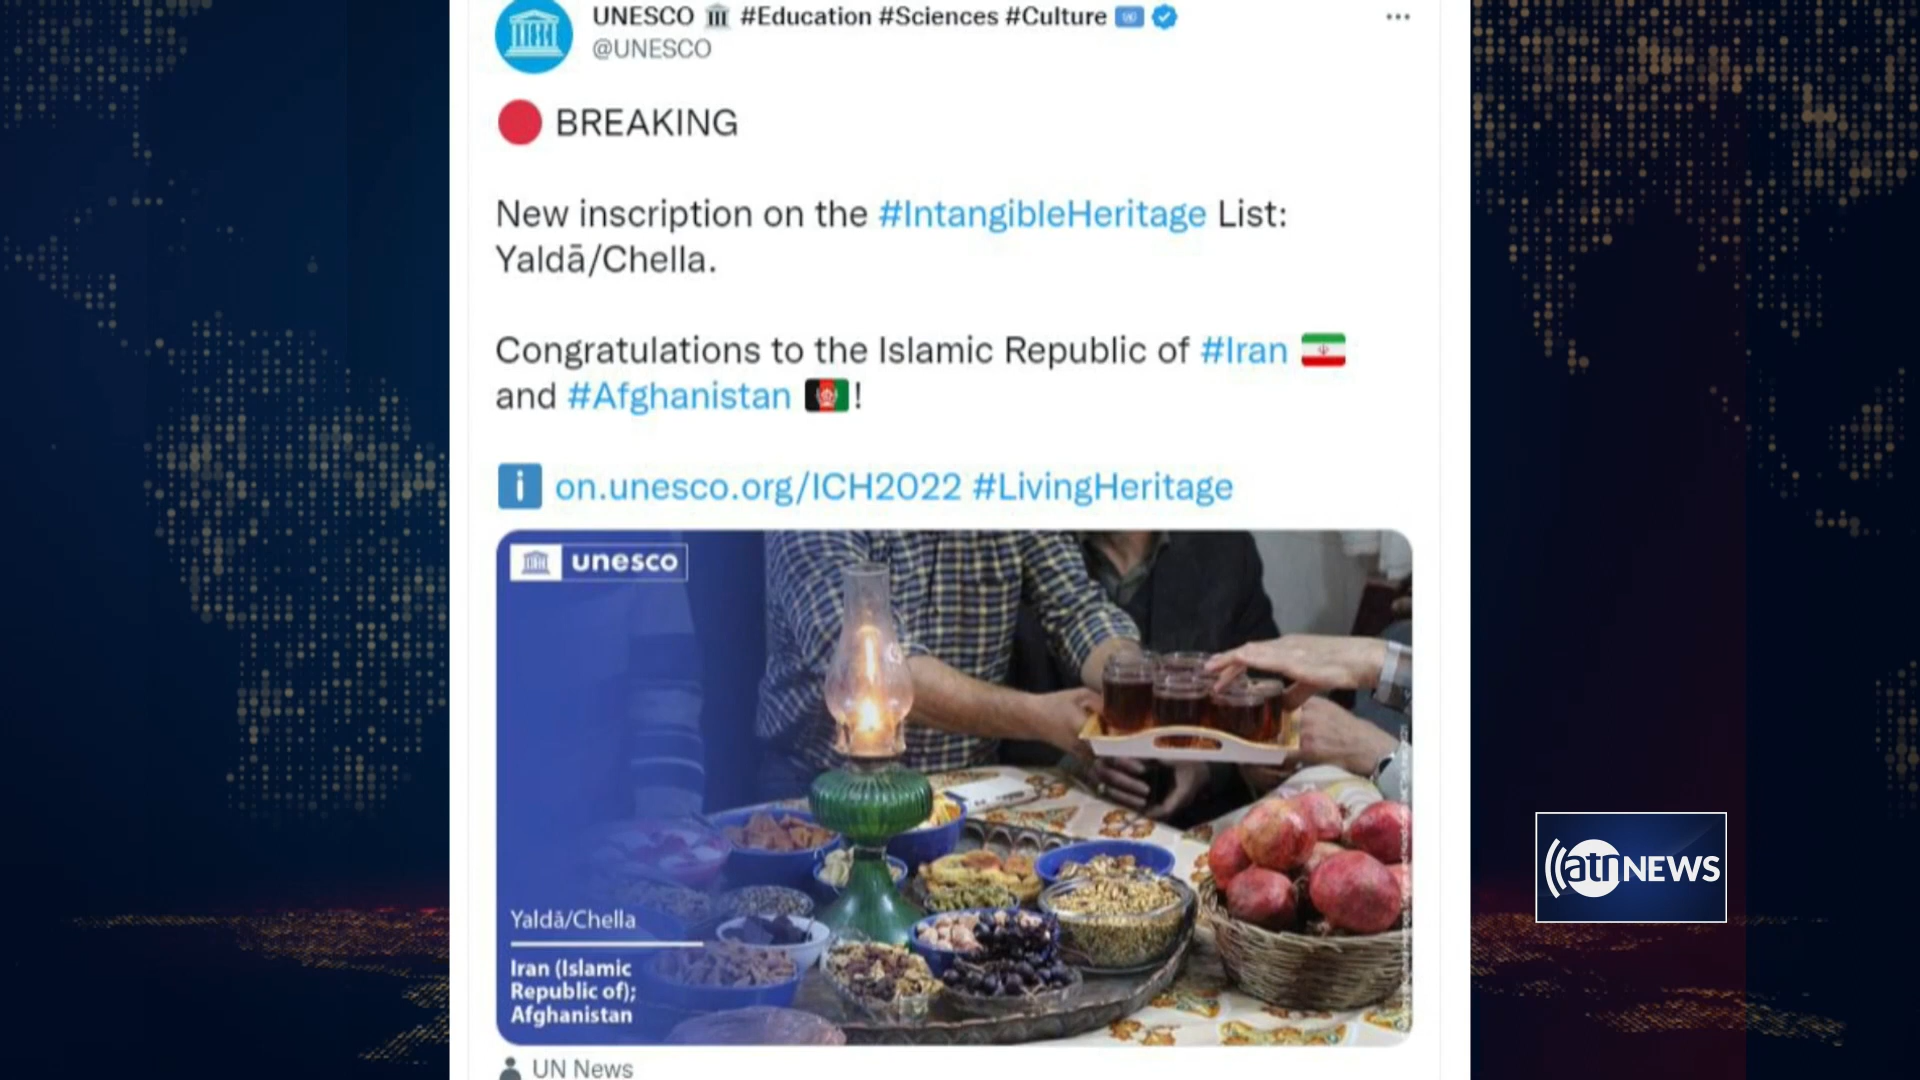 UNESCO 🏛️ #Education #Sciences #Culture 🇺🇳
@UNESCO
🔴 BREAKING
New inscription on the #IntangibleHeritage List:
Yaldā/Chella.
Congratulations to the Islamic Republic of #Iran 🇮🇷
and #Afghanistan 🇦🇫!
ℹ️ on.unesco.org/ICH2022 #LivingHeritage
unesco
Yaldā/Chella
Iran (Islamic
Republic of);
Afghanistan
UN News
atn NEWS